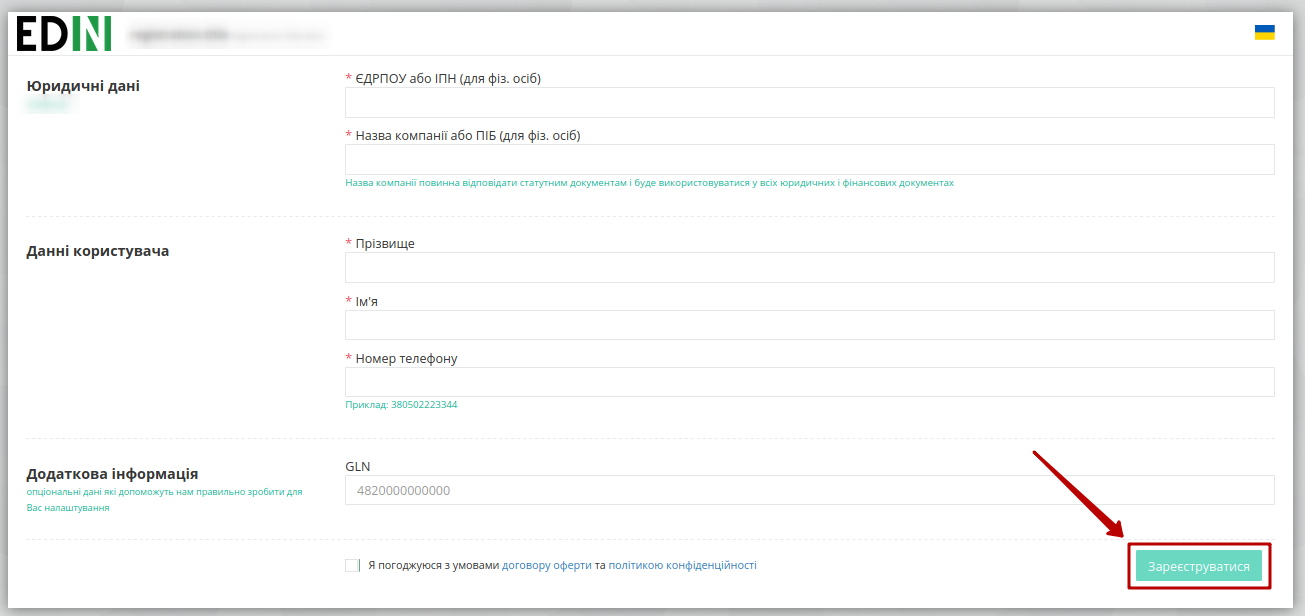 EDIN
Юридичні дані
* ЄДРПОУ або ІПН (для фіз. осіб)
* Назва компанії або ПІБ (для фіз. осіб)
Назва компанії повинна відповідати статутним документам і буде використовуватися у всіх юридичних і фінансових документах
Данні користувача
* Прізвище
* Ім'я
* Номер телефону
Приклад: 380502223344
Додаткова інформація
опціональні дані які допоможуть нам правильно зробити для
Вас налаштування
GLN
4820000000000
Я погоджуюся з умовами договору оферти та політикою конфіденційності
Зареєструватися